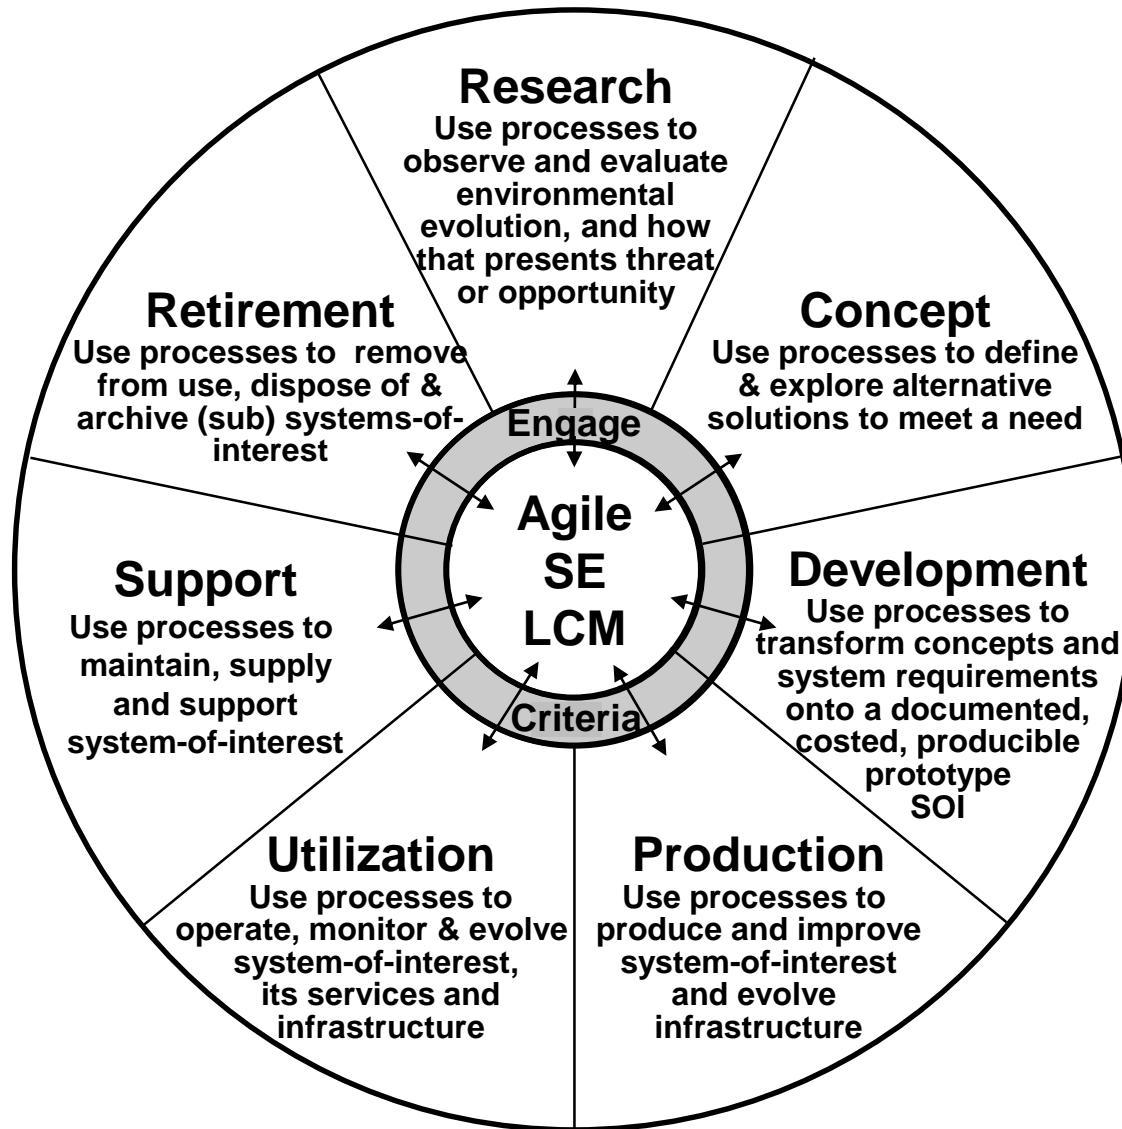 Research
Use processes to
observe and evaluate
environmental
evolution, and how
that presents threat
or opportunity
Concept
Use processes to define
& explore alternative
solutions to meet a need
Development
Use processes to
transform concepts and
system requirements
onto a documented,
costed, producible
prototype
SOI
Production
Use processes to
produce and improve
system-of-interest
and evolve
infrastructure
Utilization
Use processes to
operate, monitor & evolve
system-of-interest,
its services and
infrastructure
Support
Use processes to
maintain, supply
and support
system-of-interest
Retirement
Use processes to remove
from use, dispose of &
archive (sub) systems-of-
interest
Engage
Agile
SE
LCM
Criteria